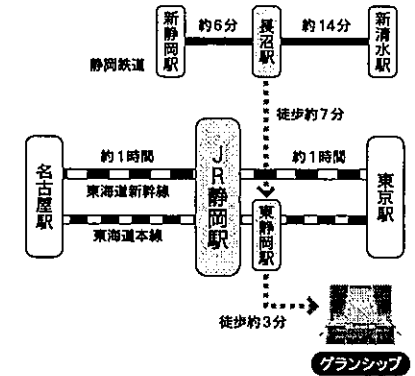 新静岡駅
約6分
長沼駅
約14分
新清水駅
静岡鉄道
徒歩約7分
名古屋駅
約1時間
東海道新幹線
東海道本線
JR静岡駅
約1時間
東静岡駅
東京駅
徒歩約3分
グランシップ